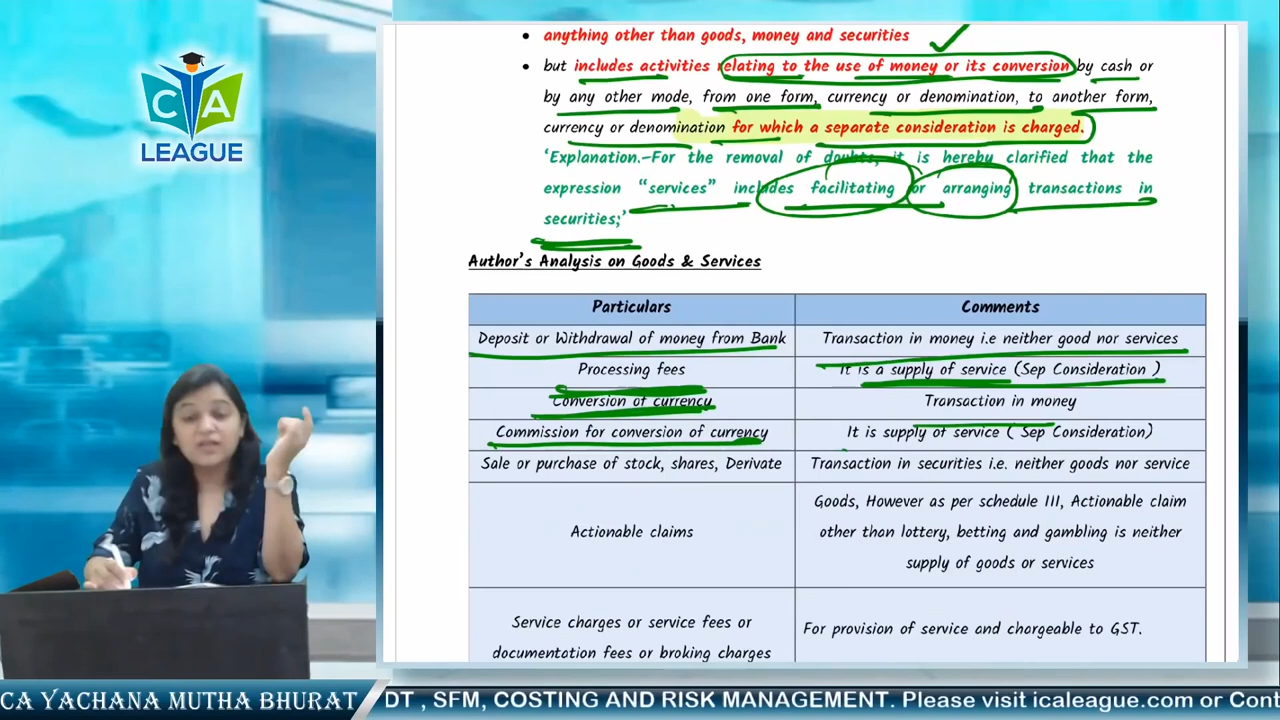 CA
LEAGUE
• anything other than goods, money and securities
• but includes activities relating to the use of money or its conversion by cash or
by any other mode, from one form, currency or denomination, to another form,
currency or denomination for which a separate consideration is charged.
'Explanation.–For the removal of doubts, it is hereby clarified that the
expression "services" includes facilitating or arranging transactions in
securities;'
Author's Analysis on Goods & Services
Particulars Comments
Deposit or Withdrawal of money from Bank Transaction in money i.e neither good nor services
Processing fees It is a supply of service (Sep Consideration )
Conversion of currency Transaction in money
Commission for conversion of currency It is supply of service ( Sep Consideration)
Sale or purchase of stock, shares, Derivate Transaction in securities i.e. neither goods nor service
Actionable claims Goods, However as per schedule III, Actionable claim
other than lottery, betting and gambling is neither
supply of goods or services
Service charges or service fees or
documentation fees or broking charges For provision of service and chargeable to GST.
CA YACHANA MUTHA BHURAT DT , SFM, COSTING AND RISK MANAGEMENT. Please visit icaleague.com or Cont